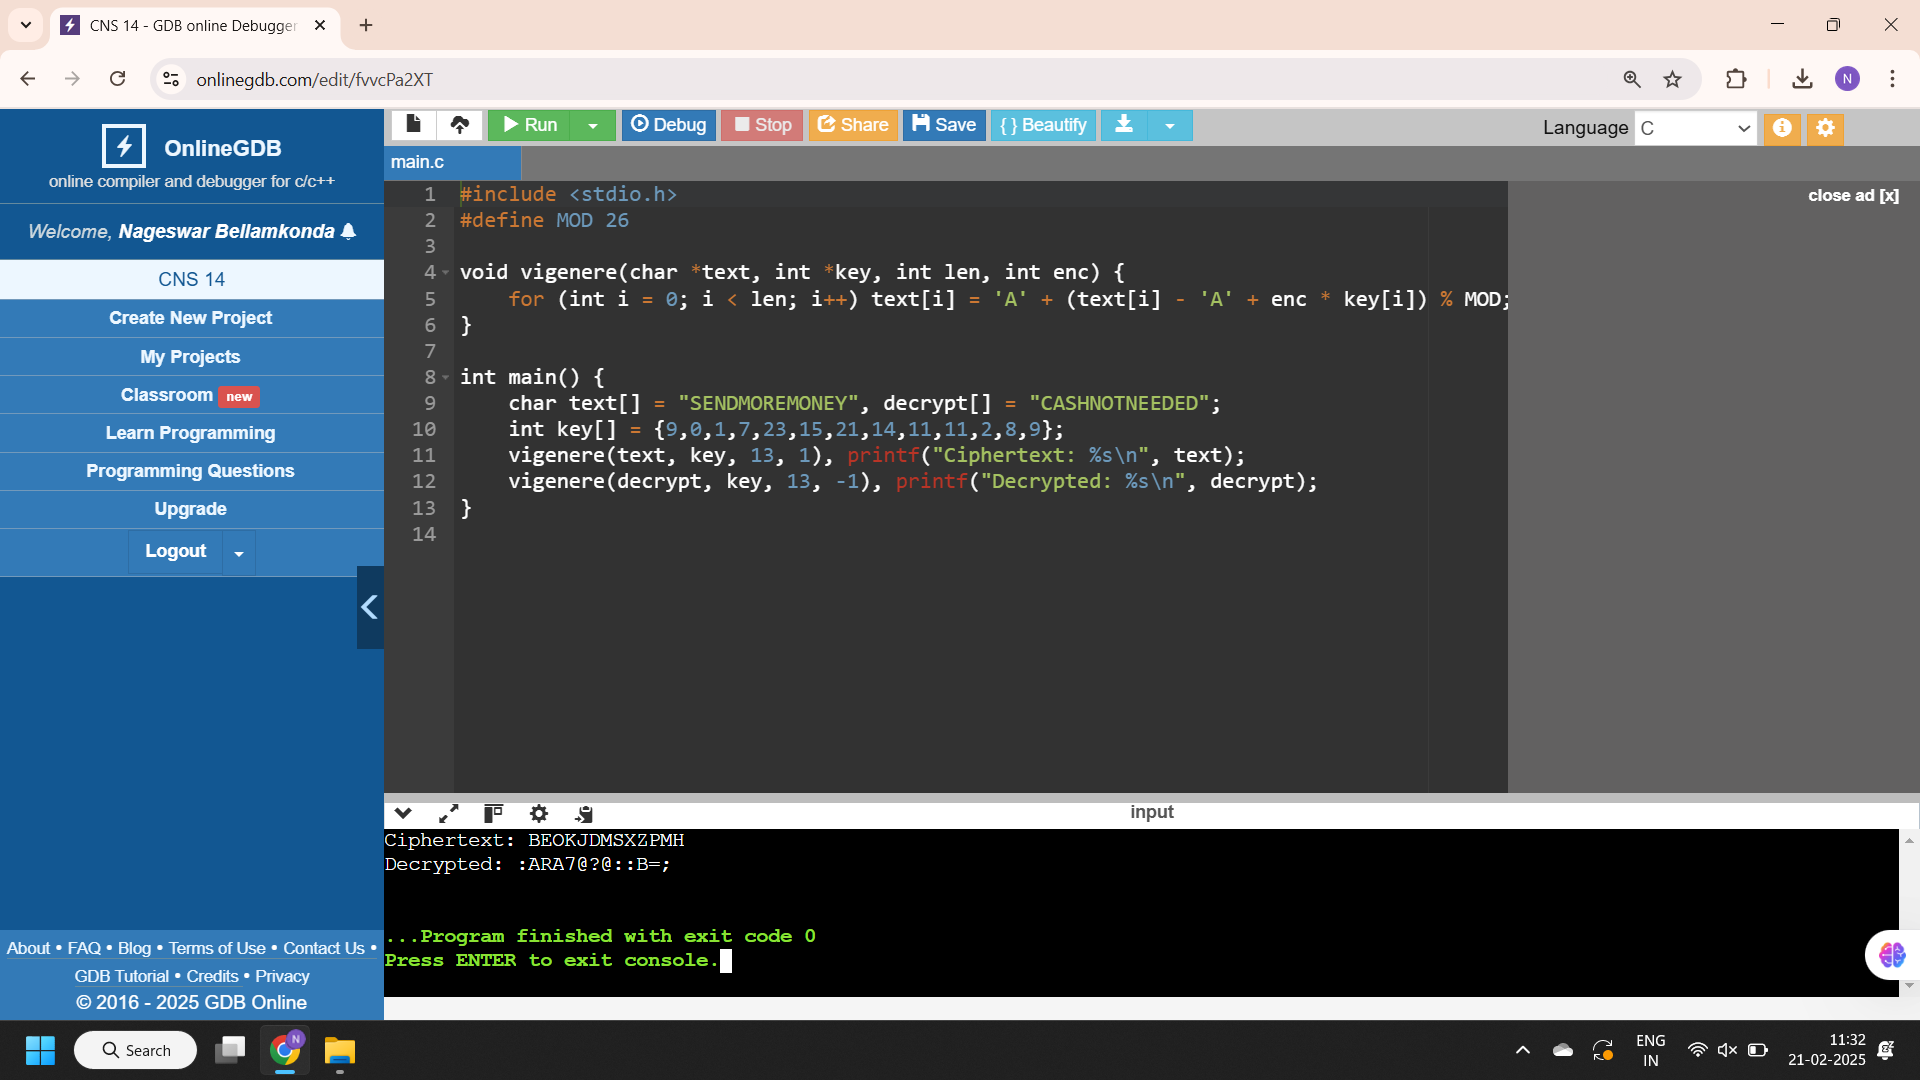 CNS 14 - GDB online Debugger
onlinegdb.com/edit/fvvcPa2XT
N
OnlineGDB
online compiler and debugger for c/c++
Welcome, Nageswar Bellamkonda
CNS 14
Create New Project
My Projects
Classroom new
Learn Programming
Programming Questions
Upgrade
Logout
About • FAQ • Blog • Terms of Use • Contact Us •
GDB Tutorial • Credits • Privacy
© 2016 - 2025 GDB Online
Run Debug Stop Share Save { } Beautify
Language C
main.c
close ad [x]
1 #include <stdio.h>
2 #define MOD 26
3
4 void vigenere(char *text, int *key, int len, int enc) {
5     for (int i = 0; i < len; i++) text[i] = 'A' + (text[i] - 'A' + enc * key[i]) % MOD;
6 }
7
8 int main() {
9     char text[] = "SENDMOREMONEY", decrypt[] = "CASHNOTNEEDED";
10     int key[] = {9,0,1,7,23,15,21,14,11,11,2,8,9};
11     vigenere(text, key, 13, 1), printf("Ciphertext: %s\n", text);
12     vigenere(decrypt, key, 13, -1), printf("Decrypted: %s\n", decrypt);
13 }
14
input
Ciphertext: BEOKJDMSXZPMH
Decrypted: :ARA7@?@::B=;
...Program finished with exit code 0
Press ENTER to exit console.
Search
N
ENG
IN
11:32
21-02-2025